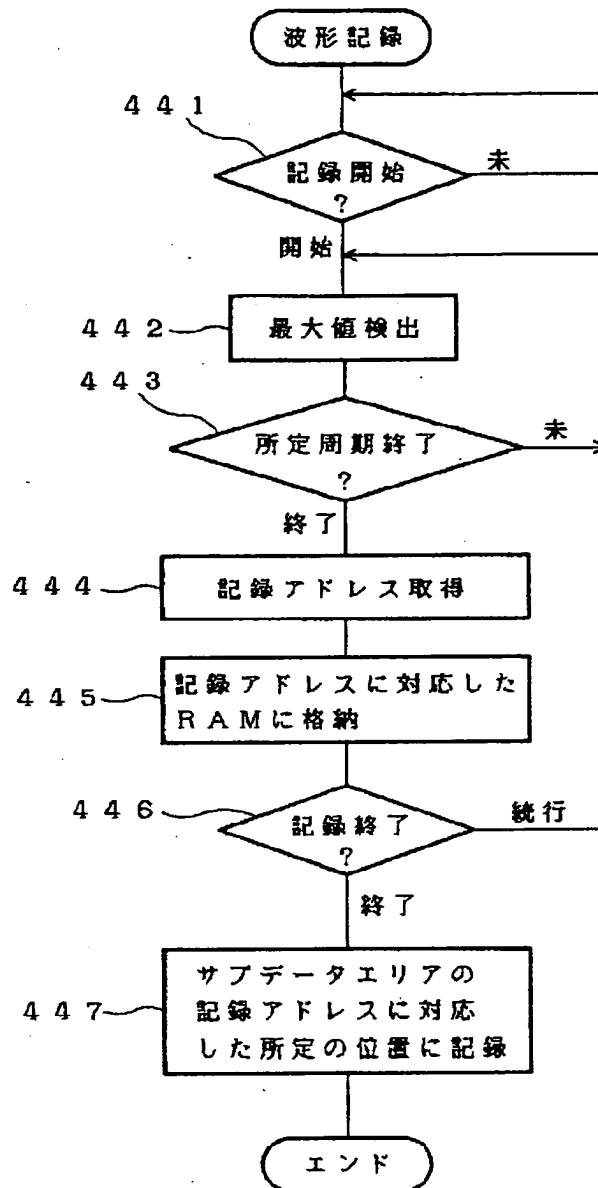 波形記録
441
記録開始
?
未
開始
442
最大値検出
443
所定周期終了
?
未
終了
444
記録アドレス取得
445
記録アドレスに対応した
RAMに格納
446
記録終了
?
続行
終了
447
サブデータエリアの
記録アドレスに対応
した所定の位置に記録
エンド